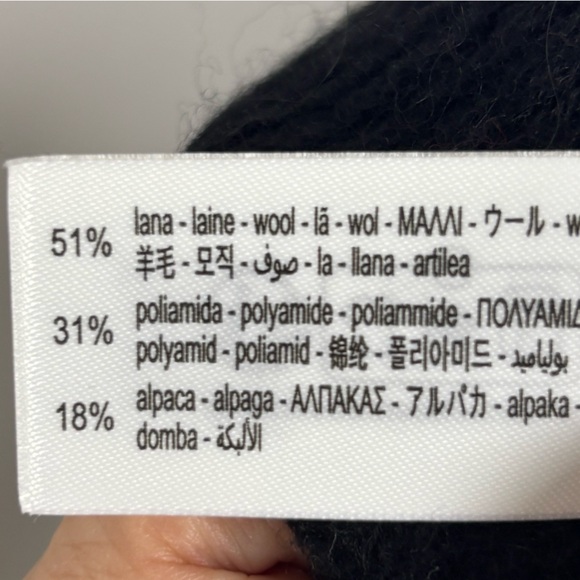 51% lana - laine - wool - lã - wol - ΜΑΛΛΙ - ウール - w
羊毛 - 모직 - صوف - la - llana - artilea
31% poliamida - polyamide - poliammide - ΠΟΛΥΑΜΙΔ
polyamid - poliamid - 锦纶 - 폴리아미드 - بولياميد
18% alpaca - alpaga - ΑΛΠΑΚΑΣ - アルパカ - alpaka -
domba - الألبكة